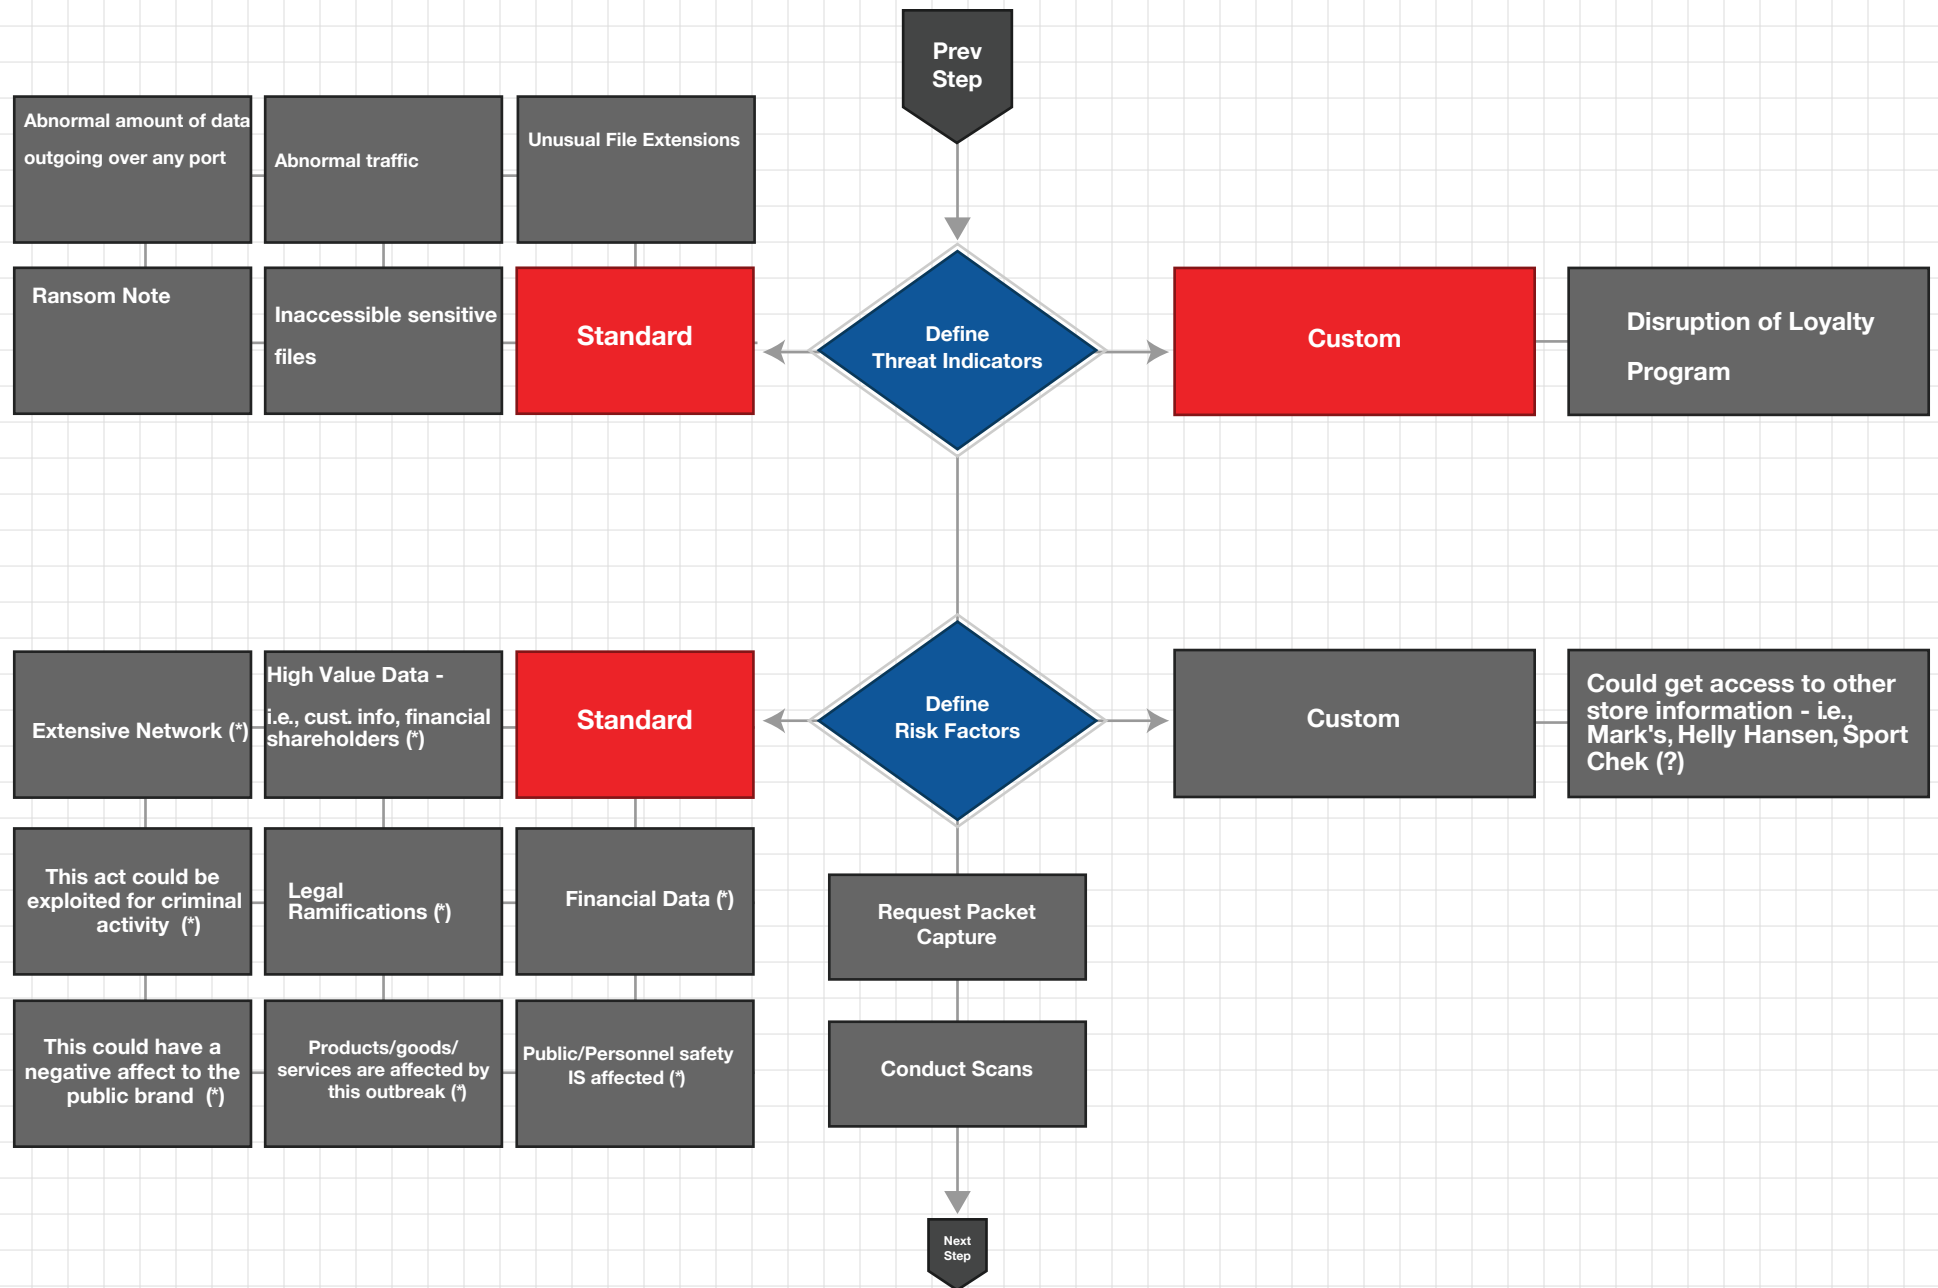 Prev
Step
Abnormal amount of data
outgoing over any port
Abnormal traffic
Unusual File Extensions
Ransom Note
Inaccessible sensitive
files
Standard
Define
Threat Indicators
Custom
Disruption of Loyalty
Program
Extensive Network (*)
High Value Data -
i.e., cust. info, financial
shareholders (*)
Standard
Define
Risk Factors
Custom
Could get access to other
store information - i.e.,
Mark's, Helly Hansen, Sport
Chek (?)
This act could be
exploited for criminal
activity (*)
Legal
Ramifications (*)
Financial Data (*)
Request Packet
Capture
This could have a
negative affect to the
public brand (*)
Products/goods/
services are affected by
this outbreak (*)
Public/Personnel safety
IS affected (*)
Conduct Scans
Next
Step